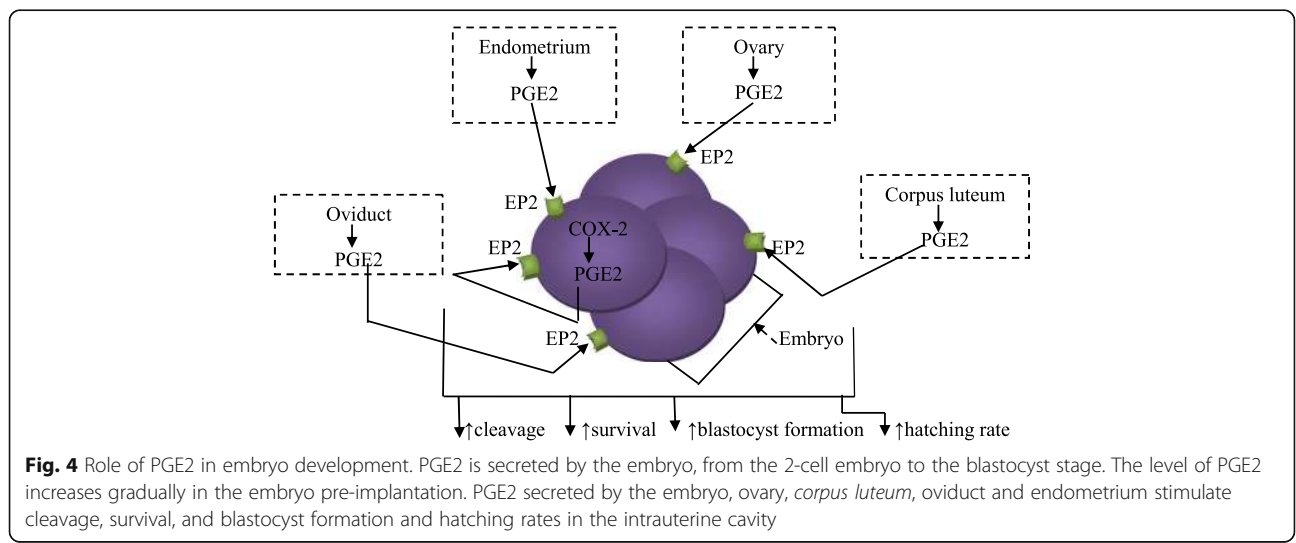 Endometrium
PGE2
Ovary
PGE2
EP2
Corpus luteum
PGE2
EP2
Oviduct
PGE2
EP2
COX-2
PGE2
EP2
EP2
Embryo
↑cleavage
↑survival
↑blastocyst formation
↑hatching rate
Fig. 4 Role of PGE2 in embryo development. PGE2 is secreted by the embryo, from the 2-cell embryo to the blastocyst stage. The level of PGE2
increases gradually in the embryo pre-implantation. PGE2 secreted by the embryo, ovary, corpus luteum, oviduct and endometrium stimulate
cleavage, survival, and blastocyst formation and hatching rates in the intrauterine cavity